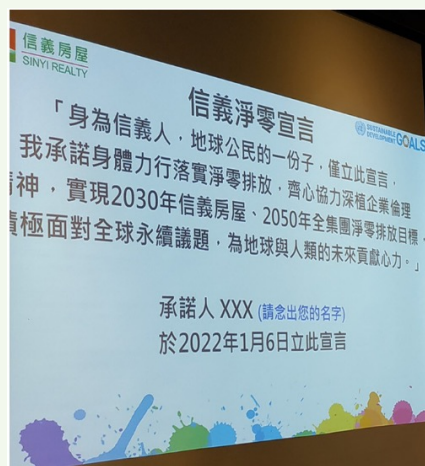 信義房屋
SINYI REALTY
SUSTAINABLE
DEVELOPMENT
GOALS
信義淨零宣言
「身為信義人，地球公民的一份子，僅立此宣言，
我承諾身體力行落實淨零排放，齊心協力深植企業倫理
神，實現2030年信義房屋、2050年全集團淨零排放目標，
極面對全球永續議題，為地球與人類的未來貢獻心力。」
承諾人 XXX (請念出您的名字)
於2022年1月6日立此宣言